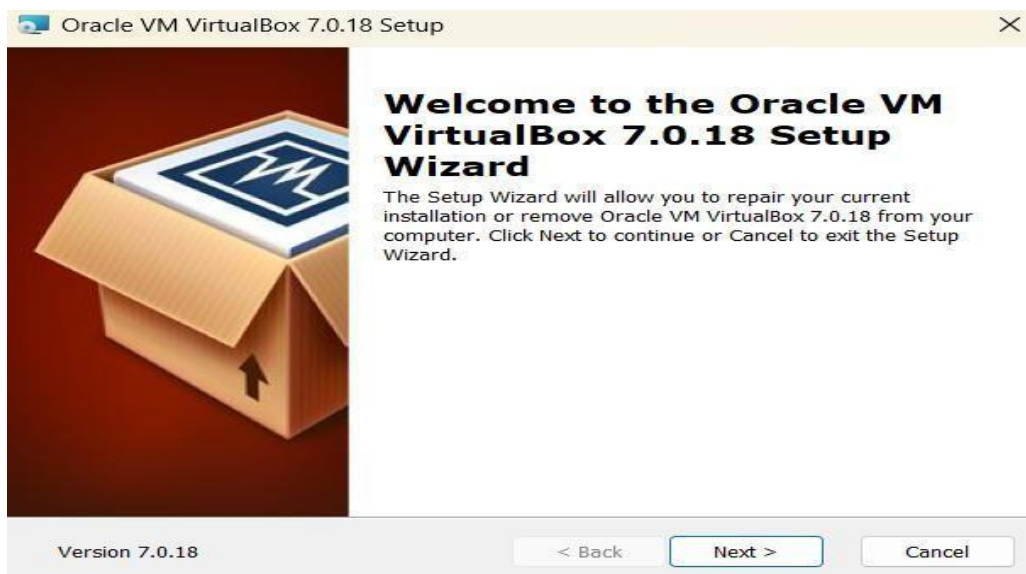 Oracle VM VirtualBox 7.0.18 Setup
Welcome to the Oracle VM
VirtualBox 7.0.18 Setup
Wizard
The Setup Wizard will allow you to repair your current
installation or remove Oracle VM VirtualBox 7.0.18 from your
computer. Click Next to continue or Cancel to exit the Setup
Wizard.
Version 7.0.18
< Back
Next >
Cancel